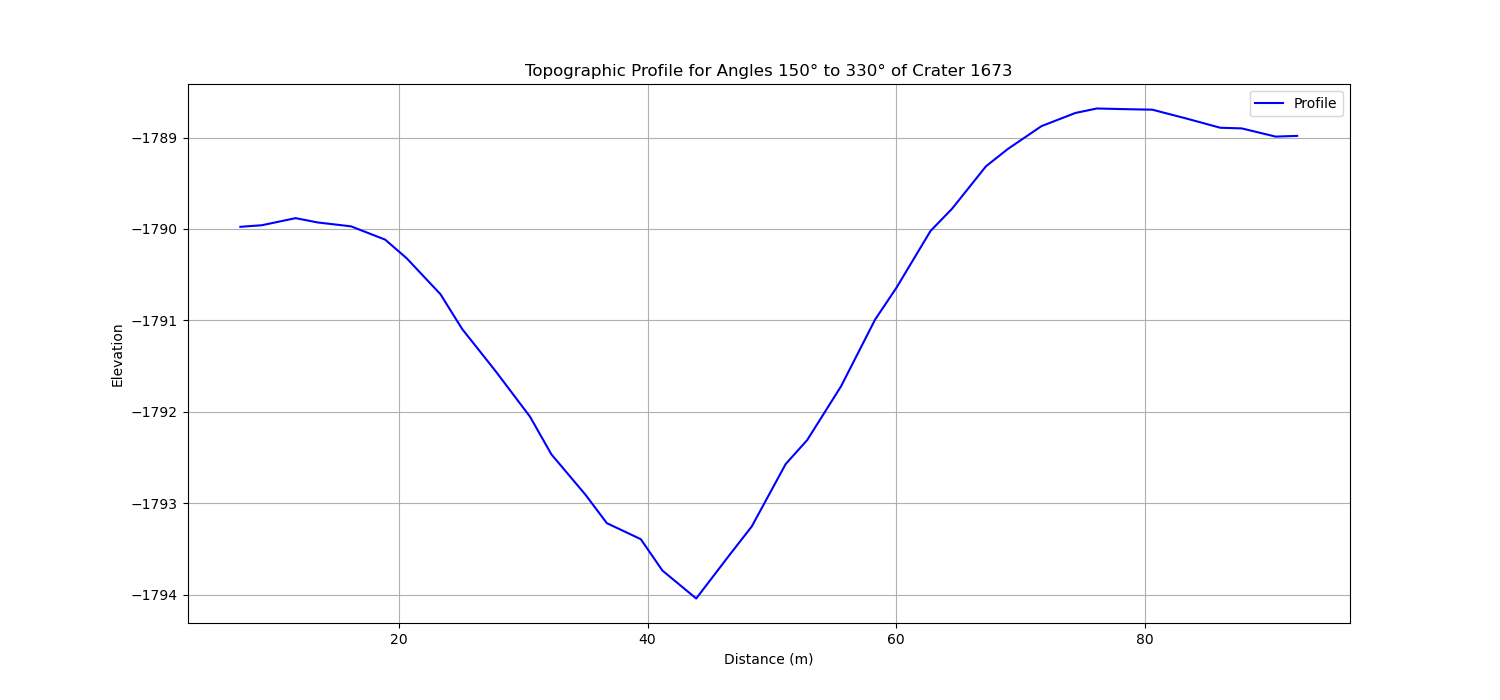 Topographic Profile for Angles 150° to 330° of Crater 1673
Profile
−1789
−1790
−1791
−1792
−1793
−1794
Elevation
20
40
60
80
Distance (m)